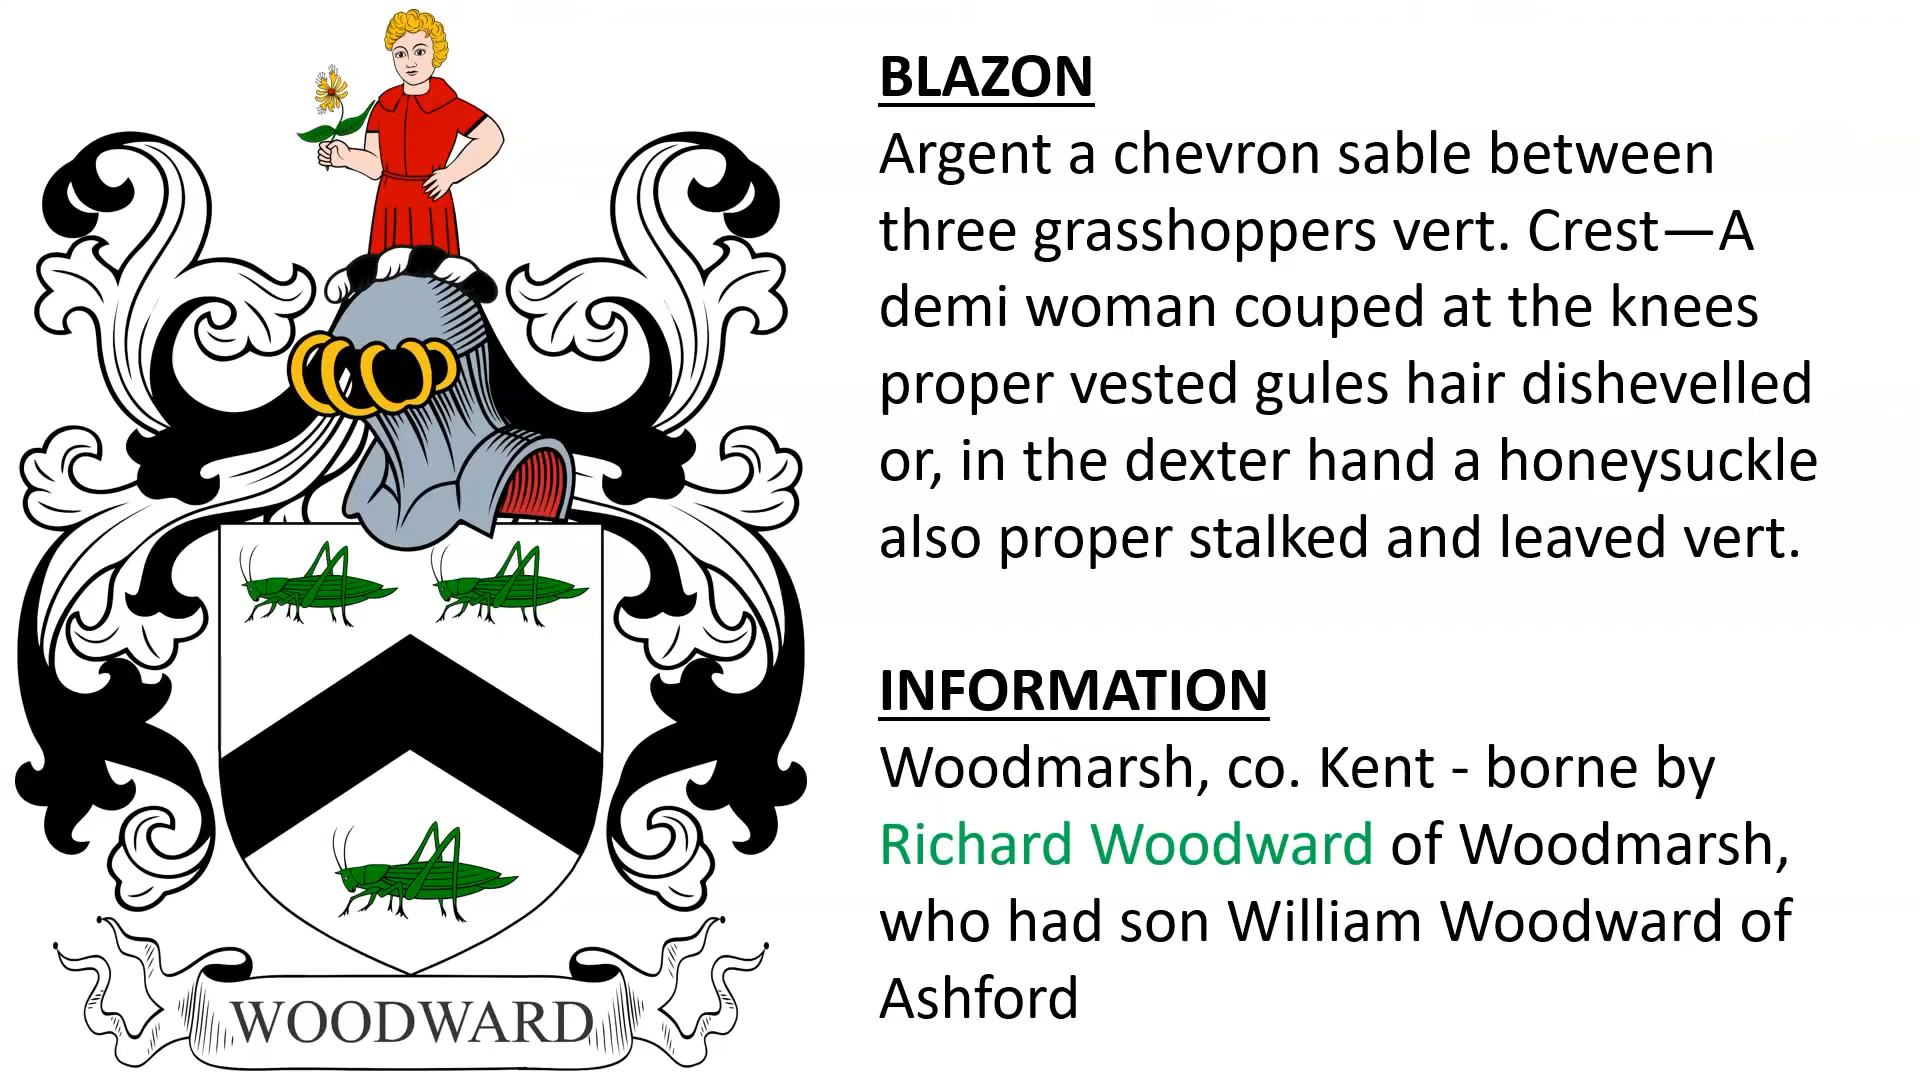 BLAZON
Argent a chevron sable between
three grasshoppers vert. Crest—A
demi woman couped at the knees
proper vested gules hair dishevelled
or, in the dexter hand a honeysuckle
also proper stalked and leaved vert.
INFORMATION
Woodmarsh, co. Kent - borne by
Richard Woodward of Woodmarsh,
who had son William Woodward of
Ashford
WOODWARD